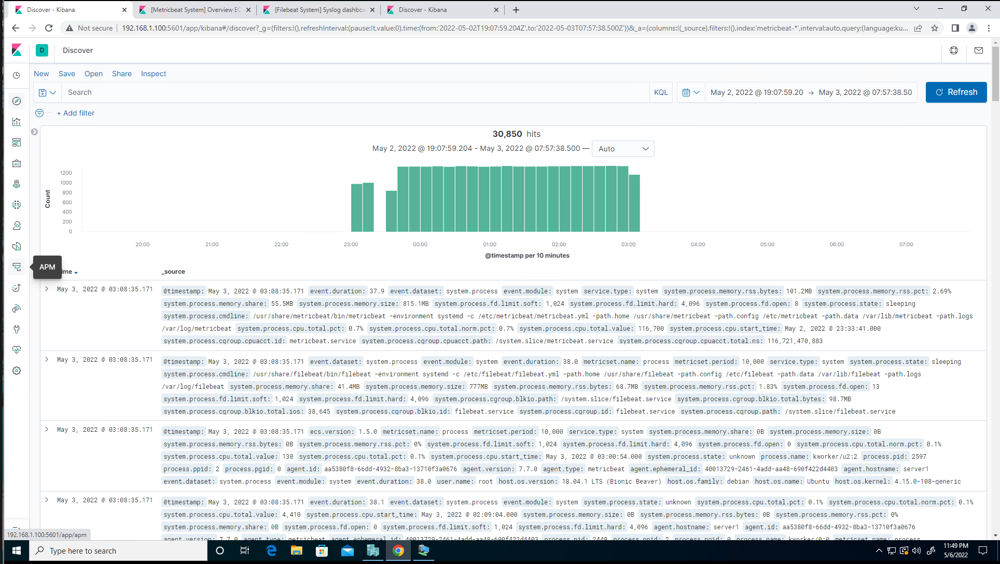 Discover - Kibana
[Metricbeat System] Overview EC
[Filebeat System] Syslog dashboa
Discover - Kibana
Not secure
192.168.1.100:5601/app/kibana#/discover?_g=(filters:!(),refreshInterval:(pause:!t,value:0),time:(from:'2022-05-02T19:07:59.204Z',to:'2022-05-03T07:57:38.500Z'))&_a=(columns:!(_source),filters:!(),index:'metricbeat-*',interval:auto,query:(language:ku...
D
Discover
New Save Open Share Inspect
Search
KQL
May 2, 2022 @ 19:07:59.20 → May 3, 2022 @ 07:57:38.50
Refresh
+ Add filter
30,850 hits
May 2, 2022 @ 19:07:59.204 - May 3, 2022 @ 07:57:38.500 — Auto
Count
1200
1000
800
600
400
200
0
20:00 21:00 22:00 23:00 00:00 01:00 02:00 03:00 04:00 05:00 06:00 07:00
@timestamp per 10 minutes
APM
ime
_source
May 3, 2022 @ 03:08:35.171
@timestamp: May 3, 2022 @ 03:08:35.171 event.duration: 37.9 event.dataset: system.process event.module: system service.type: system system.process.memory.rss.bytes: 101.2MB system.process.memory.rss.pct: 2.69%
system.process.memory.share: 55.5MB system.process.memory.size: 815.1MB system.process.fd.limit.soft: 1,024 system.process.fd.limit.hard: 4,096 system.process.fd.open: 8 system.process.state: sleeping
system.process.cmdline: /usr/share/metricbeat/bin/metricbeat -environment systemd -c /etc/metricbeat/metricbeat.yml -path.home /usr/share/metricbeat -path.config /etc/metricbeat -path.data /var/lib/metricbeat -path.logs
/var/log/metricbeat system.process.cpu.total.pct: 0.7% system.process.cpu.total.norm.pct: 0.7% system.process.cpu.total.value: 116,700 system.process.cpu.start_time: May 2, 2022 @ 23:33:41.000
system.process.cgroup.cpuacct.id: metricbeat.service system.process.cgroup.cpuacct.path: /system.slice/metricbeat.service system.process.cgroup.cpuacct.total.ns: 116,721,470,883
May 3, 2022 @ 03:08:35.171
@timestamp: May 3, 2022 @ 03:08:35.171 event.dataset: system.process event.module: system event.duration: 38.0 metricset.name: process metricset.period: 10,000 service.type: system system.process.state: sleeping
system.process.cmdline: /usr/share/filebeat/bin/filebeat -environment systemd -c /etc/filebeat/filebeat.yml -path.home /usr/share/filebeat -path.config /etc/filebeat -path.data /var/lib/filebeat -path.logs
/var/log/filebeat system.process.memory.share: 41.4MB system.process.memory.size: 777MB system.process.memory.rss.bytes: 68.7MB system.process.memory.rss.pct: 1.83% system.process.fd.open: 13
system.process.fd.limit.soft: 1,024 system.process.fd.limit.hard: 4,096 system.process.cgroup.blkio.path: /system.slice/filebeat.service system.process.cgroup.blkio.total.bytes: 98.7MB
system.process.cgroup.blkio.total.ios: 38,645 system.process.cgroup.blkio.id: filebeat.service system.process.cgroup.id: filebeat.service system.process.cgroup.path: /system.slice/filebeat.service
May 3, 2022 @ 03:08:35.171
@timestamp: May 3, 2022 @ 03:08:35.171 ecs.version: 1.5.0 metricset.name: process metricset.period: 10,000 service.type: system system.process.memory.share: 0B system.process.memory.size: 0B
system.process.memory.rss.bytes: 0B system.process.memory.rss.pct: 0% system.process.fd.limit.soft: 1,024 system.process.fd.limit.hard: 4,096 system.process.fd.open: 0 system.process.cpu.total.norm.pct: 0.1%
system.process.cpu.total.value: 130 system.process.cpu.total.pct: 0.1% system.process.cpu.start_time: May 3, 2022 @ 03:00:54.000 system.process.state: unknown process.name: kworker/u2:2 process.pid: 2597
process.ppid: 2 process.pgid: 0 agent.id: aa5380f8-66dd-4932-8ba3-13710f3a0676 agent.version: 7.7.0 agent.type: metricbeat agent.ephemeral_id: 40013729-2461-4add-aa48-690f422d4403 agent.hostname: server1
event.dataset: system.process event.module: system event.duration: 38.0 user.name: root host.os.version: 18.04.1 LTS (Bionic Beaver) host.os.family: debian host.os.name: Ubuntu host.os.kernel: 4.15.0-108-generic
May 3, 2022 @ 03:08:35.171
@timestamp: May 3, 2022 @ 03:08:35.171 event.duration: 38.1 event.dataset: system.process event.module: system system.process.state: unknown system.process.cpu.total.pct: 0.1% system.process.cpu.total.norm.pct: 0.1%
system.process.cpu.total.value: 4,410 system.process.cpu.start_time: May 3, 2022 @ 02:09:04.000 system.process.memory.size: 0B system.process.memory.rss.bytes: 0B system.process.memory.rss.pct: 0%
system.process.memory.share: 0B system.process.fd.open: 0 system.process.fd.limit.soft: 1,024 system.process.fd.limit.hard: 4,096 agent.hostname: server1 agent.id: aa5380f8-66dd-4932-8ba3-13710f3a0676
agent.version: 7.7.0 agent.type: metricbeat agent.ephemeral_id: 40013729-2461-4add-aa48-690f422d4403 process.pid: 2449 process.ppid: 2 process.pgid: 0 process.name: kworker/0:0 metricset.name: process
192.168.1.100:5601/app/apm
Type here to search
11:49 PM
5/6/2022